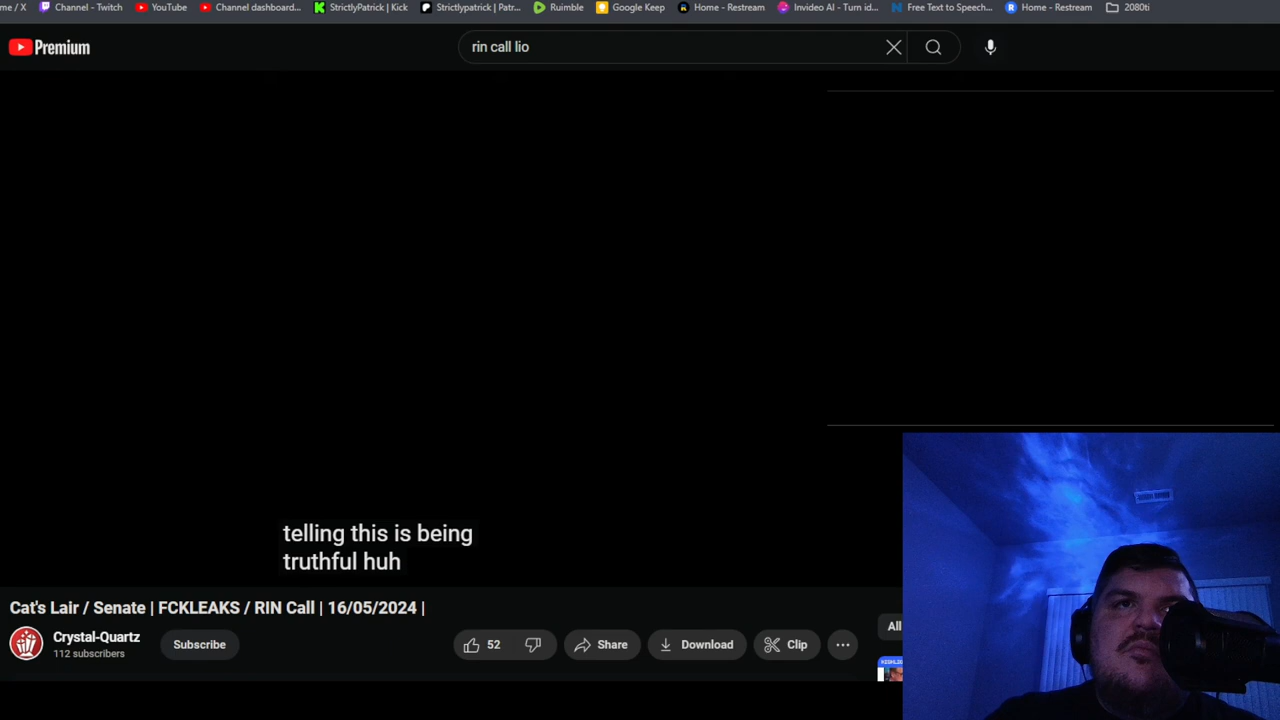 me / X
Channel - Twitch
YouTube
Channel dashboard...
StrictlyPatrick | Kick
Strictlypatrick | Patr...
Rumble
Google Keep
Home - Restream
Invideo AI - Turn id...
Free Text to Speech...
Home - Restream
2080ti
Premium
rin call lio
telling this is being
truthful huh
Cat's Lair / Senate | FCKLEAKS / RIN Call | 16/05/2024 |
Crystal-Quartz
112 subscribers
Subscribe
52
Share
Download
Clip
All